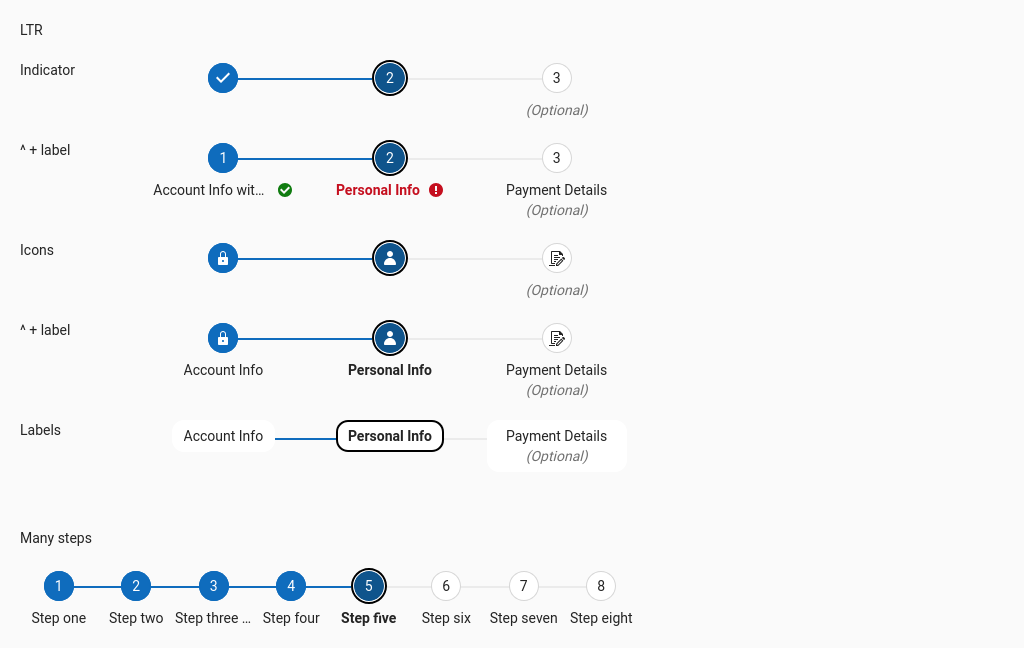 LTR
Indicator
2 3
(Optional)
^ + label
1 2 3
Account Info wit... Personal Info Payment Details
(Optional)
Icons
(Optional)
^ + label
Account Info Personal Info Payment Details
(Optional)
Labels
Account Info Personal Info Payment Details
(Optional)
Many steps
1 2 3 4 5 6 7 8
Step one Step two Step three ... Step four Step five Step six Step seven Step eight